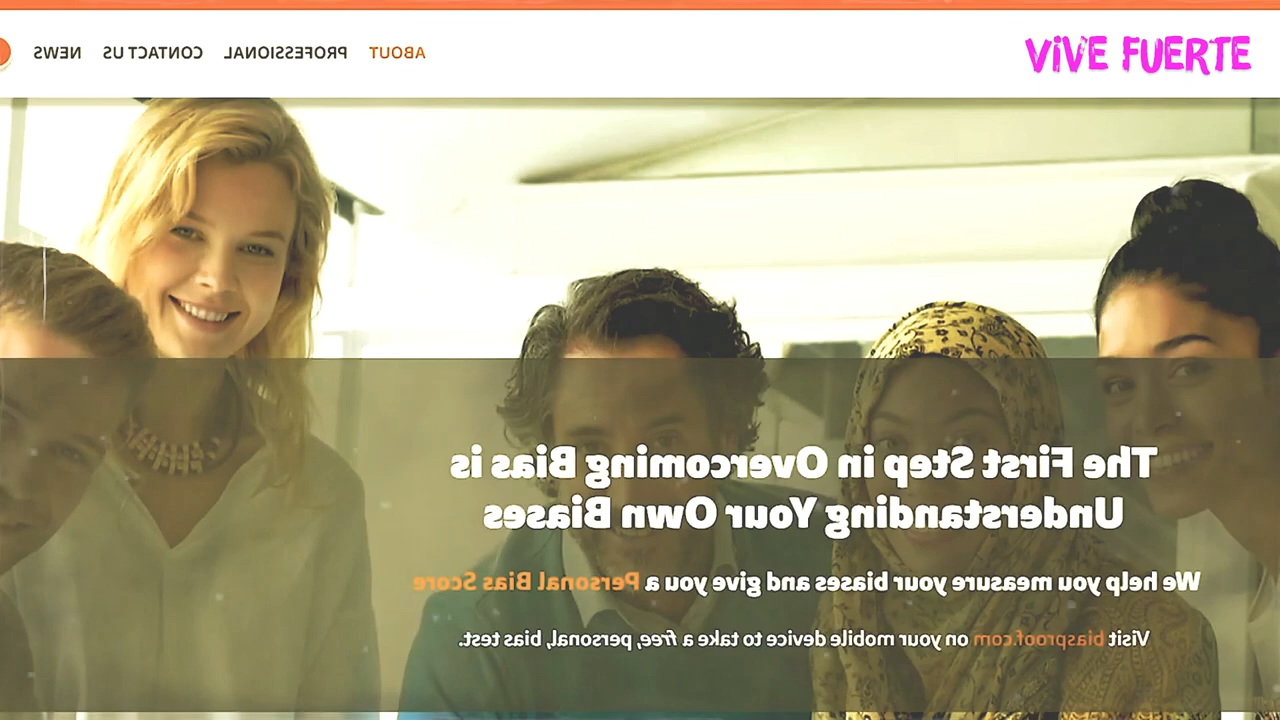 ViVE FUERTE
ABOUT PROFESSIONAL CONTACT US NEWS
The First Step in Overcoming Bias is
Understanding Your Own Biases
We help you measure your biases and give you a Personal Bias Score
Visit biasproof.com on your mobile device to take a free, personal, bias test.